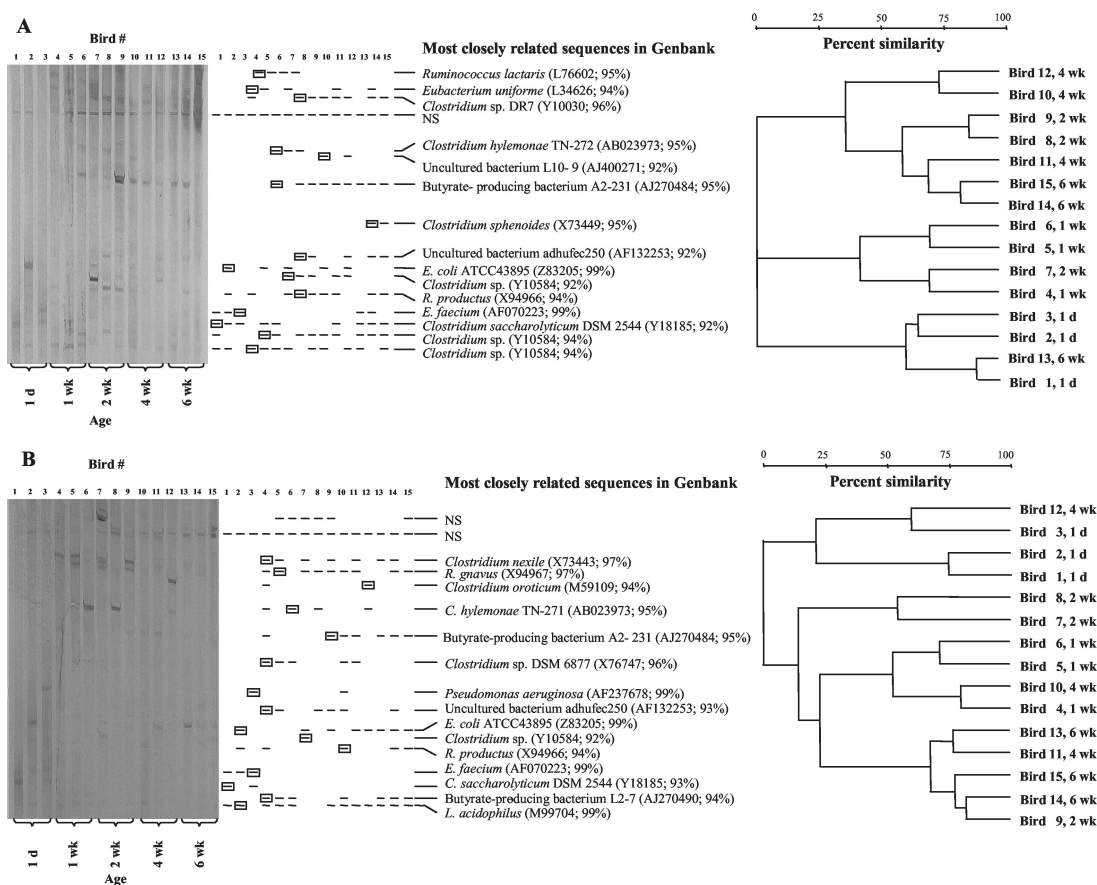 A
Bird #
1 2 3 4 5 6 7 8 9 10 11 12 13 14 15
1 2 3 4 5 6 7 8 9 10 11 12 13 14 15
Most closely related sequences in Genbank
Ruminococcus lactaris (L76602; 95%)
Eubacterium uniforme (L34626; 94%)
Clostridium sp. DR7 (Y10030; 96%)
NS
Clostridium hylemonae TN-272 (AB023973; 95%)
Uncultured bacterium L10- 9 (AJ400271; 92%)
Butyrate- producing bacterium A2-231 (AJ270484; 95%)
Clostridium sphenoides (X73449; 95%)
Uncultured bacterium adhufec250 (AF132253; 92%)
E. coli ATCC43895 (Z83205; 99%)
Clostridium sp. (Y10584; 92%)
R. productus (X94966; 94%)
E. faecium (AF070223; 99%)
Clostridium saccharolyticum DSM 2544 (Y18185; 92%)
Clostridium sp. (Y10584; 94%)
Clostridium sp. (Y10584; 94%)
1 d
1 wk
2 wk
4 wk
6 wk
Age
0 25 50 75 100
Percent similarity
Bird 12, 4 wk
Bird 10, 4 wk
Bird 9, 2 wk
Bird 8, 2 wk
Bird 11, 4 wk
Bird 15, 6 wk
Bird 14, 6 wk
Bird 6, 1 wk
Bird 5, 1 wk
Bird 7, 2 wk
Bird 4, 1 wk
Bird 3, 1 d
Bird 2, 1 d
Bird 13, 6 wk
Bird 1, 1 d
B
Bird #
1 2 3 4 5 6 7 8 9 10 11 12 13 14 15
1 2 3 4 5 6 7 8 9 10 11 12 13 14 15
Most closely related sequences in Genbank
NS
NS
Clostridium nexile (X73443; 97%)
R. gnavus (X94967; 97%)
Clostridium oroticum (M59109; 94%)
C. hylemonae TN-271 (AB023973; 95%)
Butyrate-producing bacterium A2- 231 (AJ270484; 95%)
Clostridium sp. DSM 6877 (X76747; 96%)
Pseudomonas aeruginosa (AF237678; 99%)
Uncultured bacterium adhufec250 (AF132253; 93%)
E. coli ATCC43895 (Z83205; 99%)
Clostridium sp. (Y10584; 92%)
R. productus (X94966; 94%)
E. faecium (AF070223; 99%)
C. saccharolyticum DSM 2544 (Y18185; 93%)
Butyrate-producing bacterium L2-7 (AJ270490; 94%)
L. acidophilus (M99704; 99%)
1 d
1 wk
2 wk
4 wk
6 wk
Age
0 25 50 75 100
Percent similarity
Bird 12, 4 wk
Bird 3, 1 d
Bird 2, 1 d
Bird 1, 1 d
Bird 8, 2 wk
Bird 7, 2 wk
Bird 6, 1 wk
Bird 5, 1 wk
Bird 10, 4 wk
Bird 4, 1 wk
Bird 13, 6 wk
Bird 11, 4 wk
Bird 15, 6 wk
Bird 14, 6 wk
Bird 9, 2 wk